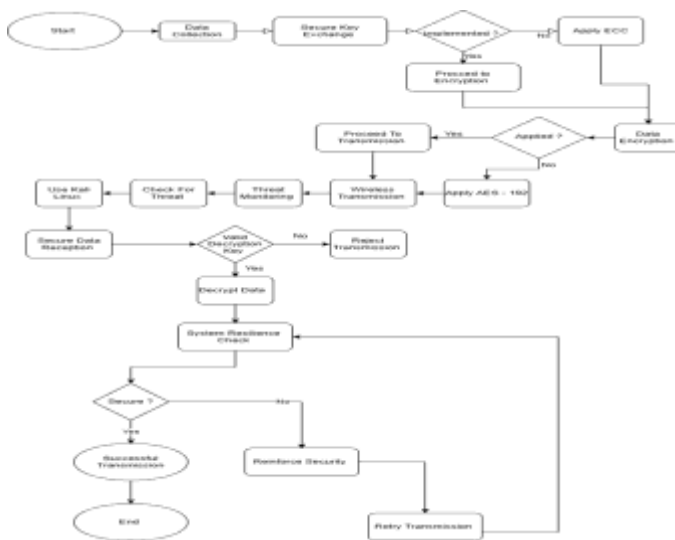 Start
Data
Collection
Secure Key
Exchange
Implemented ?
No
Apply ECC
Yes
Proceed to
Encryption
Proceed To
Transmission
Yes
Applied ?
Data
Encryption
No
Use Kali
Linux
Check For
Threat
Threat
Monitoring
Wireless
Transmission
Apply AES - 192
Secure Data
Reception
Valid
Decryption
Key
No
Reject
Transmission
Yes
Decrypt Data
System Resilience
Check
Secure ?
No
Yes
Successful
Transmission
Reinforce Security
End
Retry Transmission